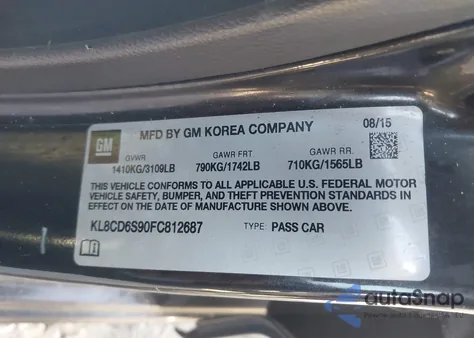 GM
MFD BY GM KOREA COMPANY
08/15
GVWR GAWR FRT GAWR RR.
1410KG/3109LB 790KG/1742LB 710KG/1565LB
THIS VEHICLE CONFORMS TO ALL APPLICABLE U.S. FEDERAL MOTOR
VEHICLE SAFETY, BUMPER, AND THEFT PREVENTION STANDARDS
IN EFFECT ON THE DATE OF MANUFACTURE SHOWN ABOVE.
KL8CD6S90FC812687 TYPE: PASS CAR
autoSnap